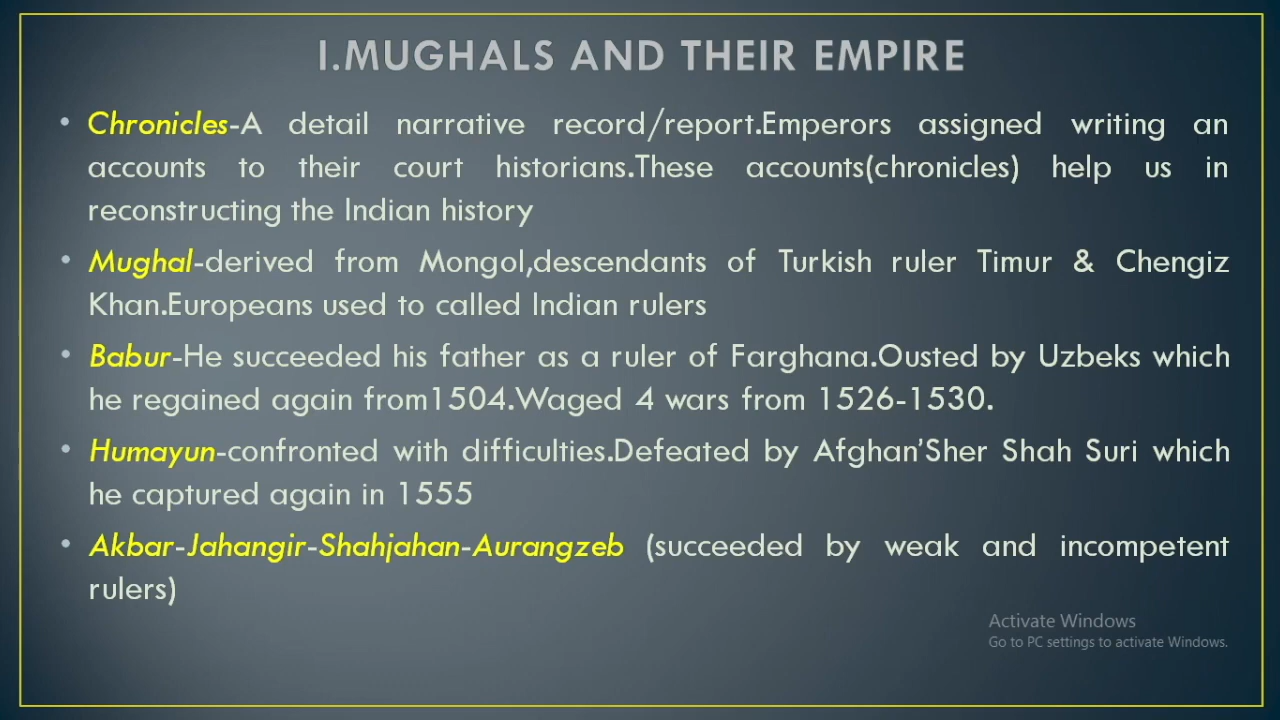 I.MUGHALS AND THEIR EMPIRE
• Chronicles-A detail narrative record/report.Emperors assigned writing an
accounts to their court historians.These accounts(chronicles) help us in
reconstructing the Indian history
• Mughal-derived from Mongol,descendants of Turkish ruler Timur & Chengiz
Khan.Europeans used to called Indian rulers
• Babur-He succeeded his father as a ruler of Farghana.Ousted by Uzbeks which
he regained again from1504.Waged 4 wars from 1526-1530.
• Humayun-confronted with difficulties.Defeated by Afghan'Sher Shah Suri which
he captured again in 1555
• Akbar-Jahangir-Shahjahan-Aurangzeb (succeeded by weak and incompetent
rulers)
Activate Windows
Go to PC settings to activate Windows.